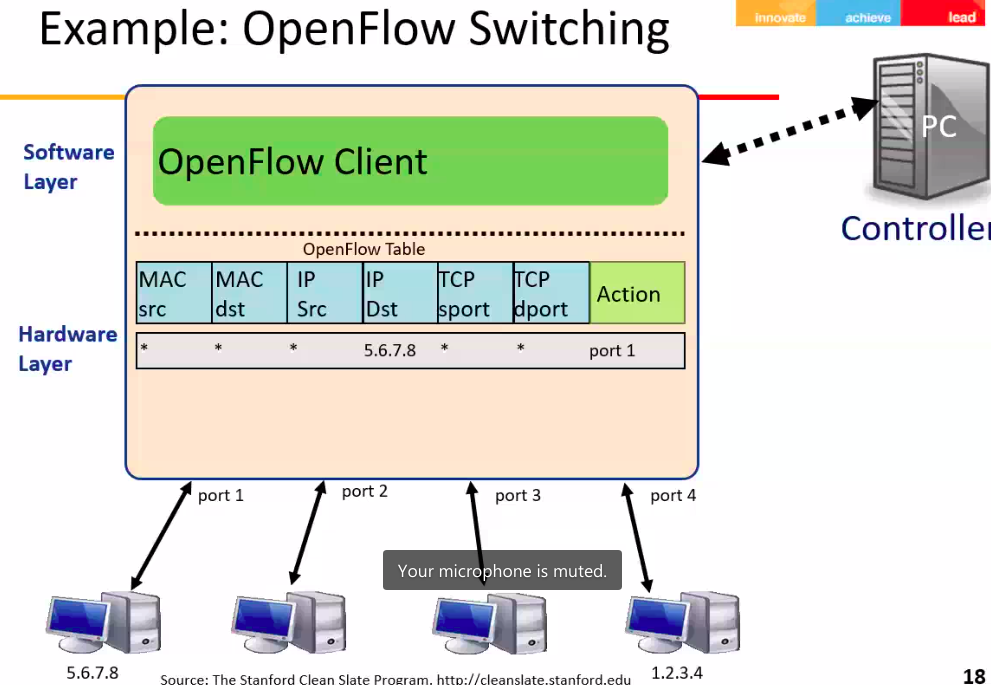 Example: OpenFlow Switching
innovate achieve lead
Software
Layer
OpenFlow Client
PC
Controller
OpenFlow Table
MAC
src
MAC
dst
IP
Src
IP
Dst
TCP
sport
TCP
dport
Action
Hardware
Layer
* * * 5.6.7.8 * * port 1
port 1
port 2
port 3
port 4
Your microphone is muted.
5.6.7.8
1.2.3.4
Source: The Stanford Clean Slate Program, http://cleanslate.stanford.edu
18